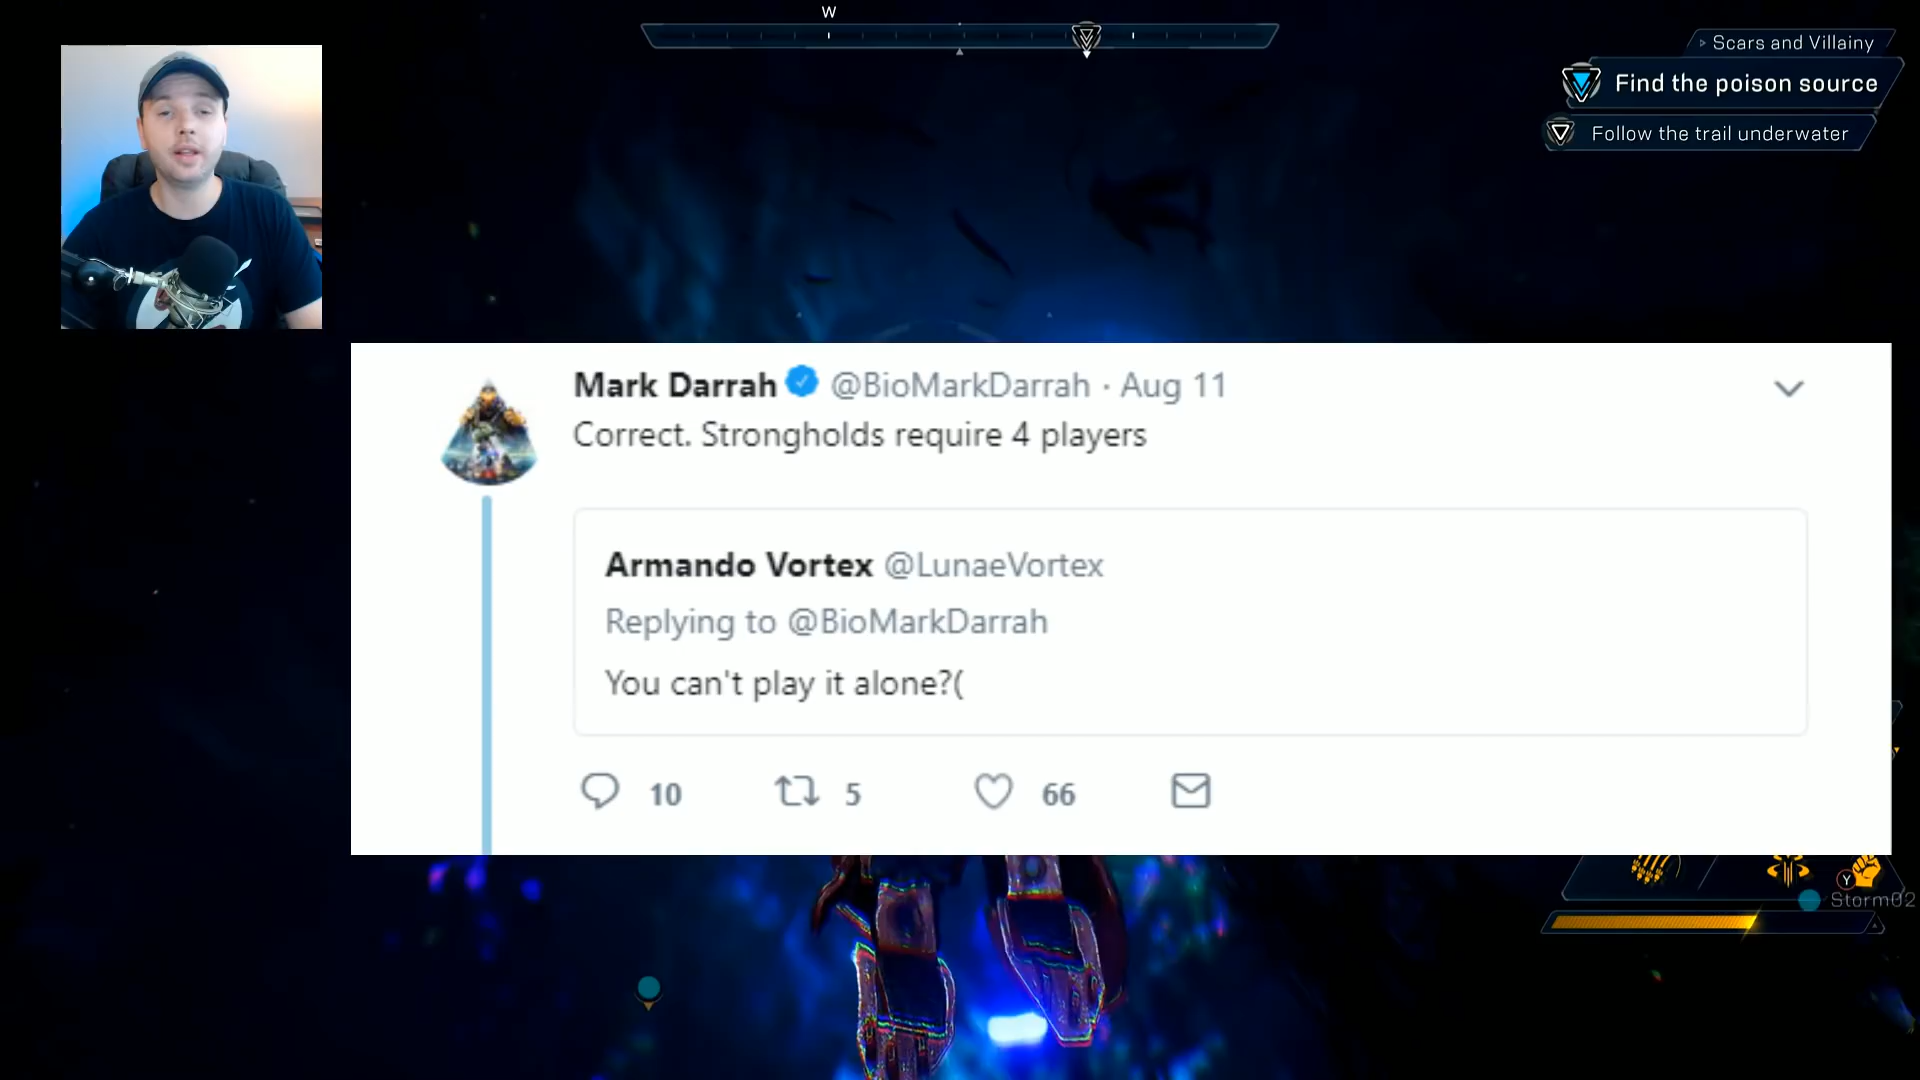 W
Scars and Villainy
Find the poison source
Follow the trail underwater
Mark Darrah @BioMarkDarrah · Aug 11
Correct. Strongholds require 4 players
Armando Vortex @LunaeVortex
Replying to @BioMarkDarrah
You can't play it alone?(
10 5 66
Y
Storm02